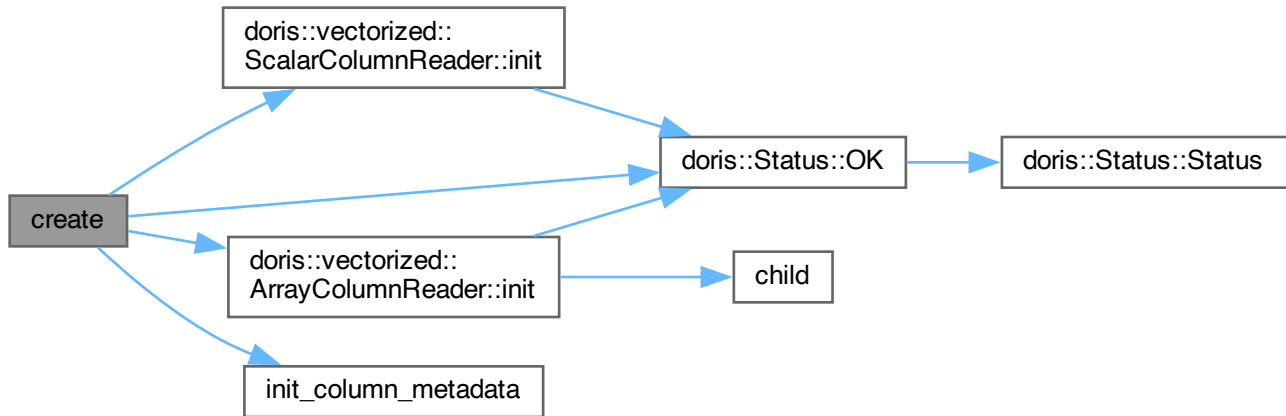 doris::vectorized::
ScalarColumnReader::init
doris::Status::OK
doris::Status::Status
create
doris::vectorized::
ArrayColumnReader::init
child
init_column_metadata